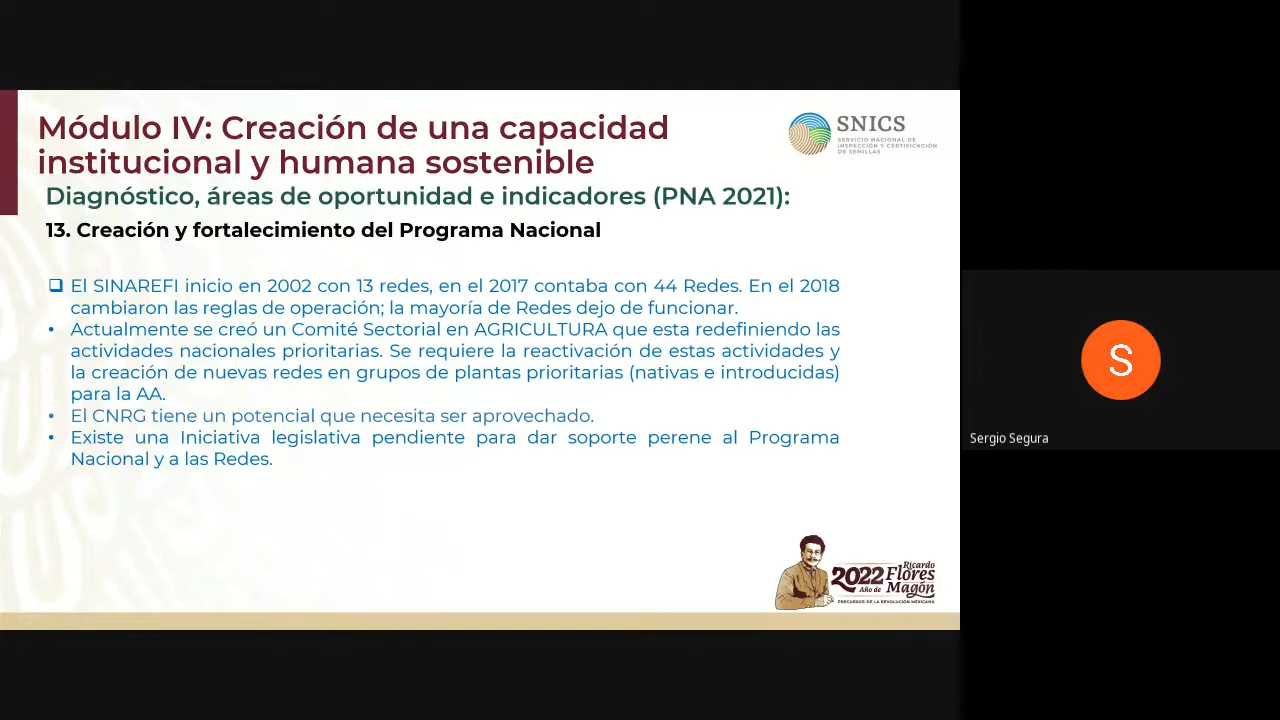 Módulo IV: Creación de una capacidad
institucional y humana sostenible
SNICS
SERVICIO NACIONAL DE
INSPECCIÓN Y CERTIFICACIÓN
DE SEMILLAS
Diagnóstico, áreas de oportunidad e indicadores (PNA 2021):
13. Creación y fortalecimiento del Programa Nacional
❑ El SINAREFI inicio en 2002 con 13 redes, en el 2017 contaba con 44 Redes. En el 2018
cambiaron las reglas de operación; la mayoría de Redes dejo de funcionar.
• Actualmente se creó un Comité Sectorial en AGRICULTURA que esta redefiniendo las
actividades nacionales prioritarias. Se requiere la reactivación de estas actividades y
la creación de nuevas redes en grupos de plantas prioritarias (nativas e introducidas)
para la AA.
• El CNRG tiene un potencial que necesita ser aprovechado.
• Existe una Iniciativa legislativa pendiente para dar soporte perene al Programa
Nacional y a las Redes.
S
Sergio Segura
2022 Ricardo
Año de Flores
Magón
PRECURSOR DE LA REVOLUCIÓN MEXICANA